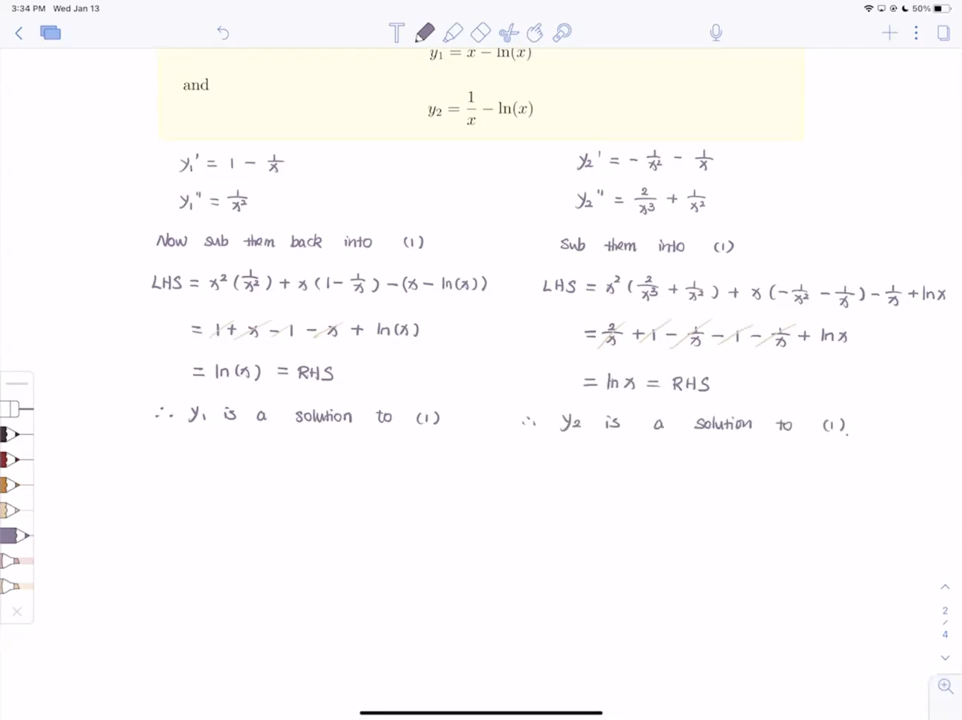 3:34 PM Wed Jan 13
50%
T
y₁ = x − ln(x)
and
y₂ = 1/x − ln(x)
y₁' = 1 − 1/x
y₁" = 1/x²
Now sub them back into (1)
LHS = x² (1/x²) + x (1 − 1/x) − (x − ln(x))
= 1 + x − 1 − x + ln(x)
= ln(x) = RHS
∴ y₁ is a solution to (1)
y₂' = − 1/x² − 1/x
y₂" = 2/x³ + 1/x²
Sub them into (1)
LHS = x² (2/x³ + 1/x²) + x(−1/x² − 1/x) − 1/x + ln x
= 2/x + 1 − 1/x − 1 − 1/x + ln x
= ln x = RHS
∴ y₂ is a solution to (1).
2
/
4